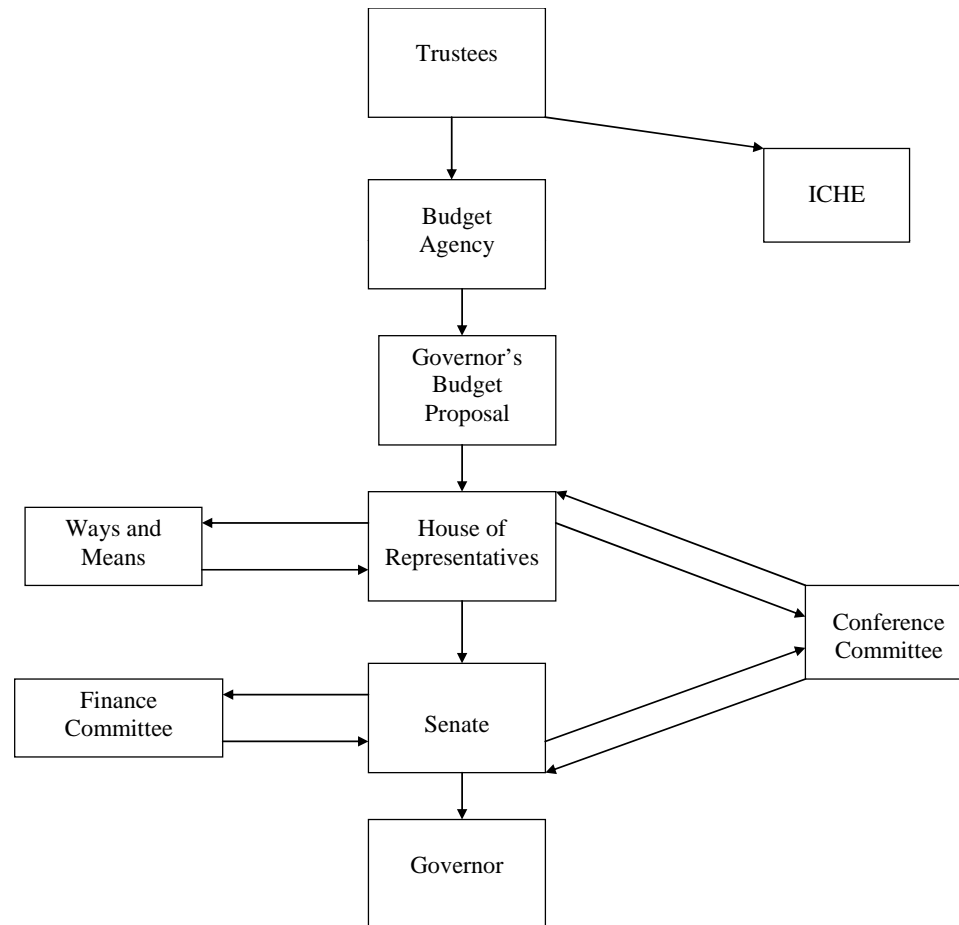 Trustees
ICHE
Budget
Agency
Governor’s
Budget
Proposal
Ways and
Means
House of
Representatives
Conference
Committee
Finance
Committee
Senate
Governor